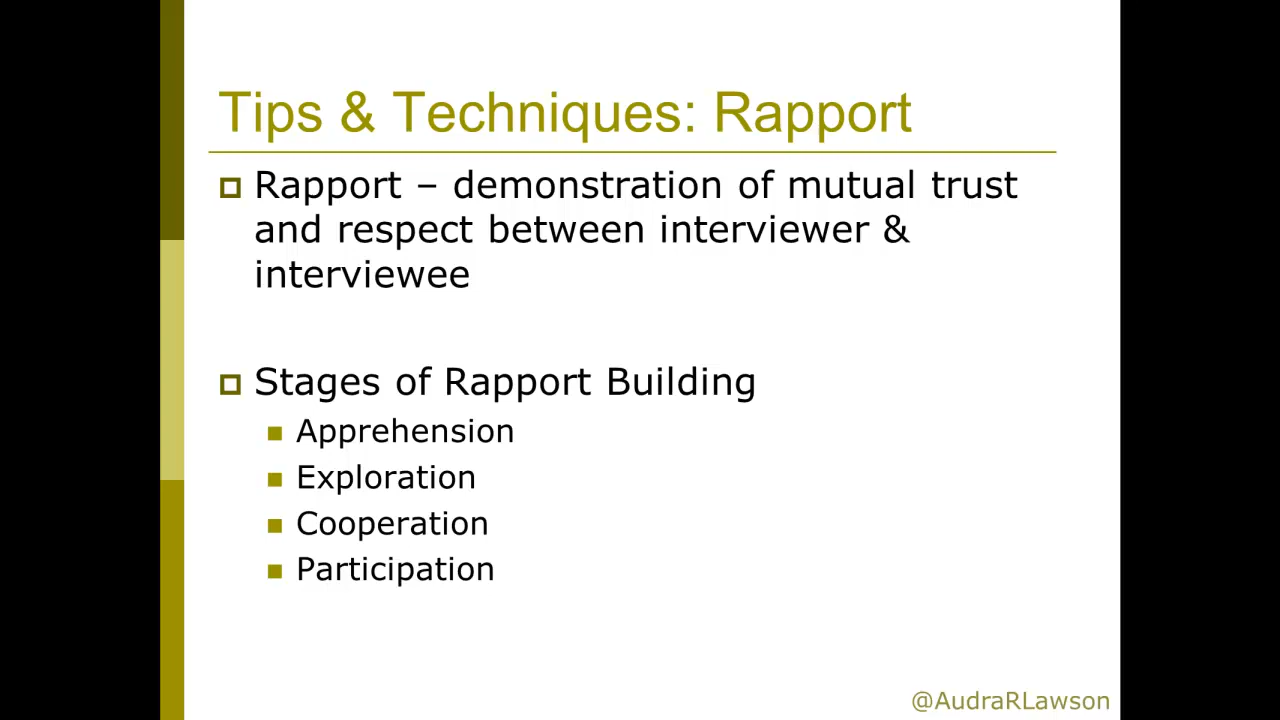 Tips & Techniques: Rapport
Rapport – demonstration of mutual trust
and respect between interviewer &
interviewee
Stages of Rapport Building
Apprehension
Exploration
Cooperation
Participation
@AudraRLawson